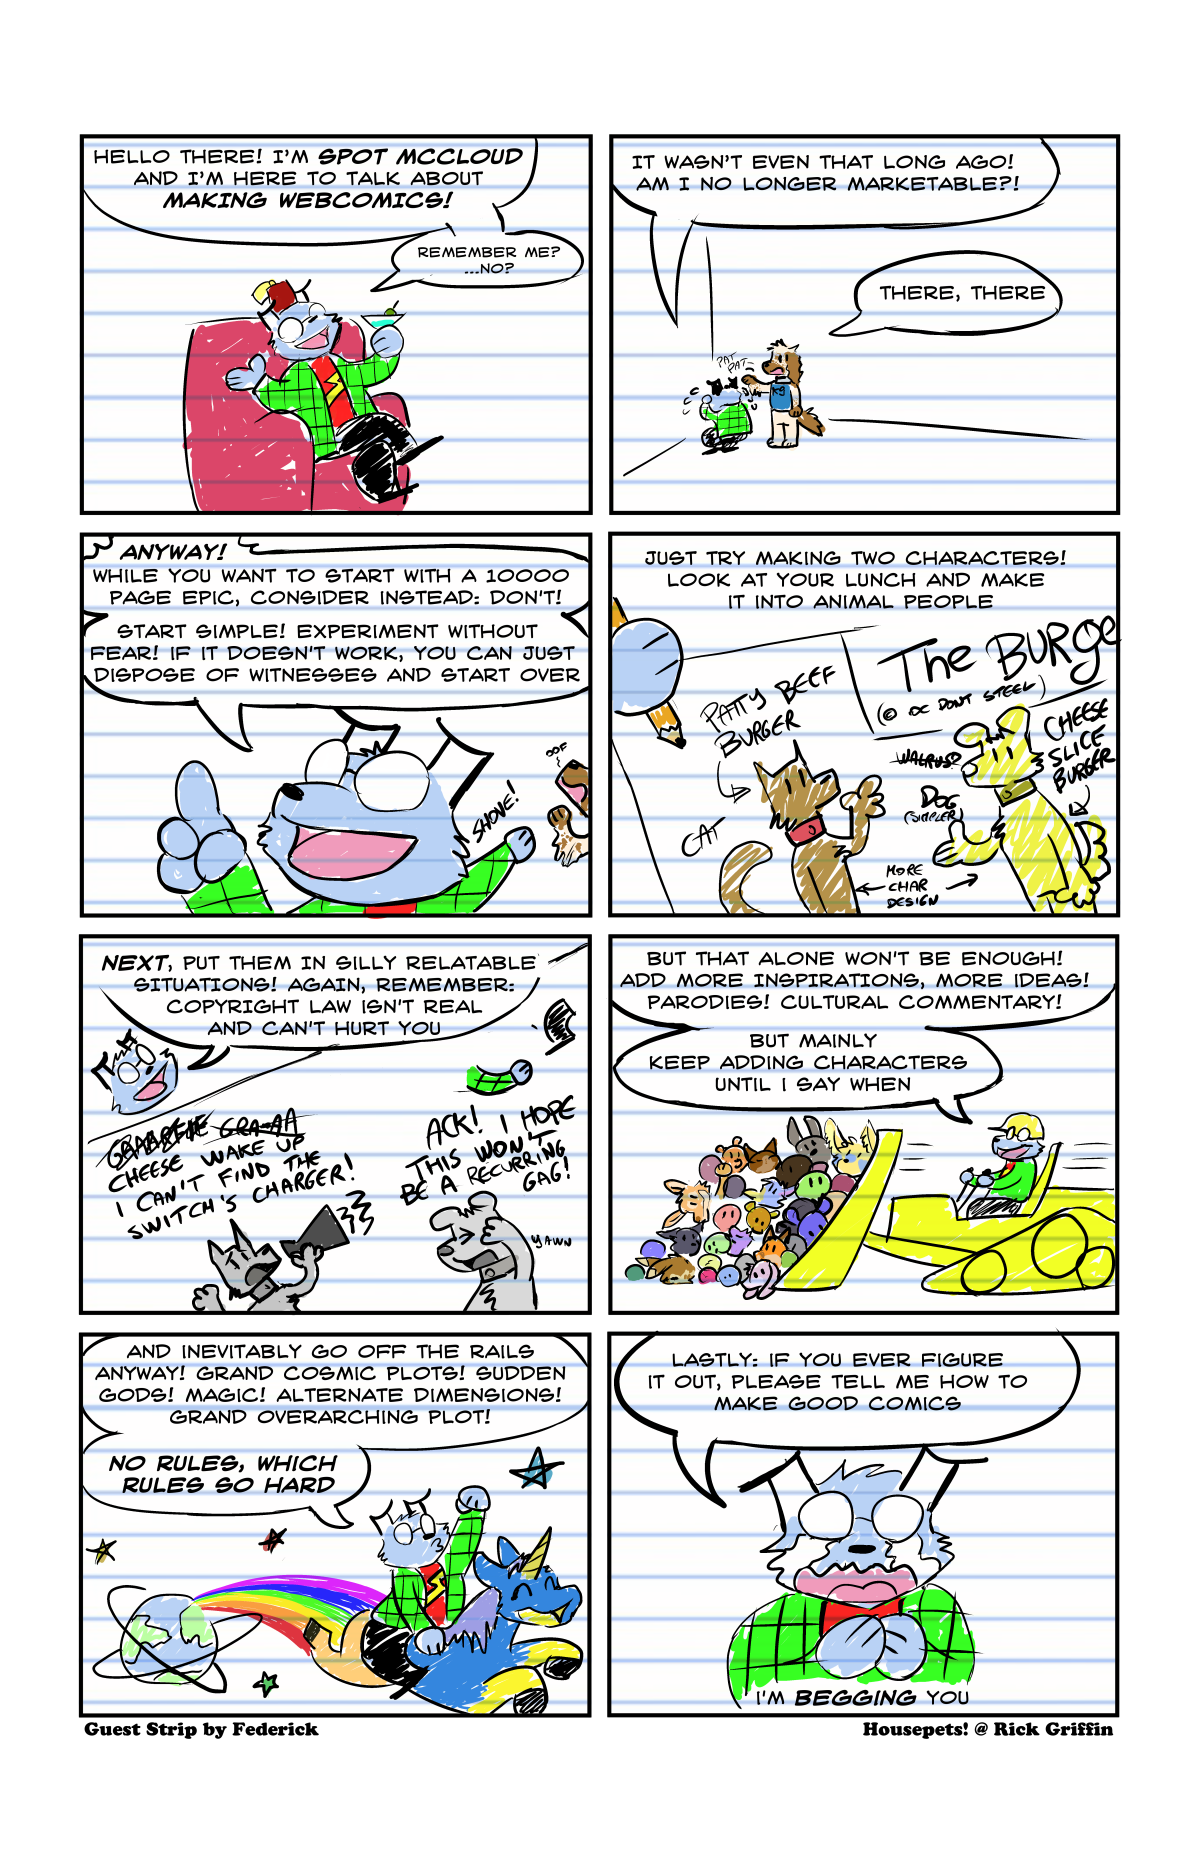 HELLO THERE! I'M SPOT MCCLOUD
AND I'M HERE TO TALK ABOUT
MAKING WEBCOMICS!
REMEMBER ME?
...NO?
IT WASN'T EVEN THAT LONG AGO!
AM I NO LONGER MARKETABLE?!
THERE, THERE
PAT
PAT
K9
ANYWAY!
WHILE YOU WANT TO START WITH A 10000
PAGE EPIC, CONSIDER INSTEAD: DON'T!
START SIMPLE! EXPERIMENT WITHOUT
FEAR! IF IT DOESN'T WORK, YOU CAN JUST
DISPOSE OF WITNESSES AND START OVER
OOF
SHOVE!
JUST TRY MAKING TWO CHARACTERS!
LOOK AT YOUR LUNCH AND MAKE
IT INTO ANIMAL PEOPLE
The BURGE
(© OC DONT STEEL)
PATTY BEEF
BURGER
CAT
WALRUS?
DOG
(SIMPLER)
CHEESE
SLICE
BURGER
MORE
CHAR
DESIGN
NEXT, PUT THEM IN SILLY RELATABLE
SITUATIONS! AGAIN, REMEMBER:
COPYRIGHT LAW ISN'T REAL
AND CAN'T HURT YOU
GRA-AA
CHEESE WAKE UP
I CAN'T FIND THE
SWITCH'S CHARGER!
ACK! I HOPE
THIS WON'T
BE A RECURRING
GAG!
YAWN
BUT THAT ALONE WON'T BE ENOUGH!
ADD MORE INSPIRATIONS, MORE IDEAS!
PARODIES! CULTURAL COMMENTARY!
BUT MAINLY
KEEP ADDING CHARACTERS
UNTIL I SAY WHEN
AND INEVITABLY GO OFF THE RAILS
ANYWAY! GRAND COSMIC PLOTS! SUDDEN
GODS! MAGIC! ALTERNATE DIMENSIONS!
GRAND OVERARCHING PLOT!
NO RULES, WHICH
RULES SO HARD
LASTLY: IF YOU EVER FIGURE
IT OUT, PLEASE TELL ME HOW TO
MAKE GOOD COMICS
I'M BEGGING YOU
Guest Strip by Federick
Housepets! @ Rick Griffin